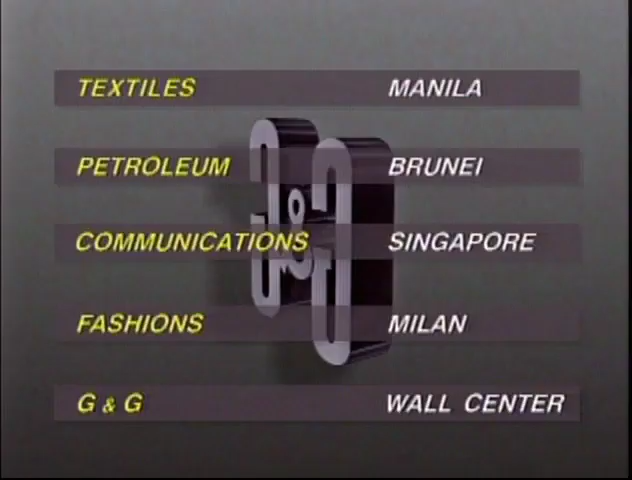 TEXTILES MANILA
PETROLEUM BRUNEI
COMMUNICATIONS SINGAPORE
FASHIONS MILAN
G & G WALL CENTER